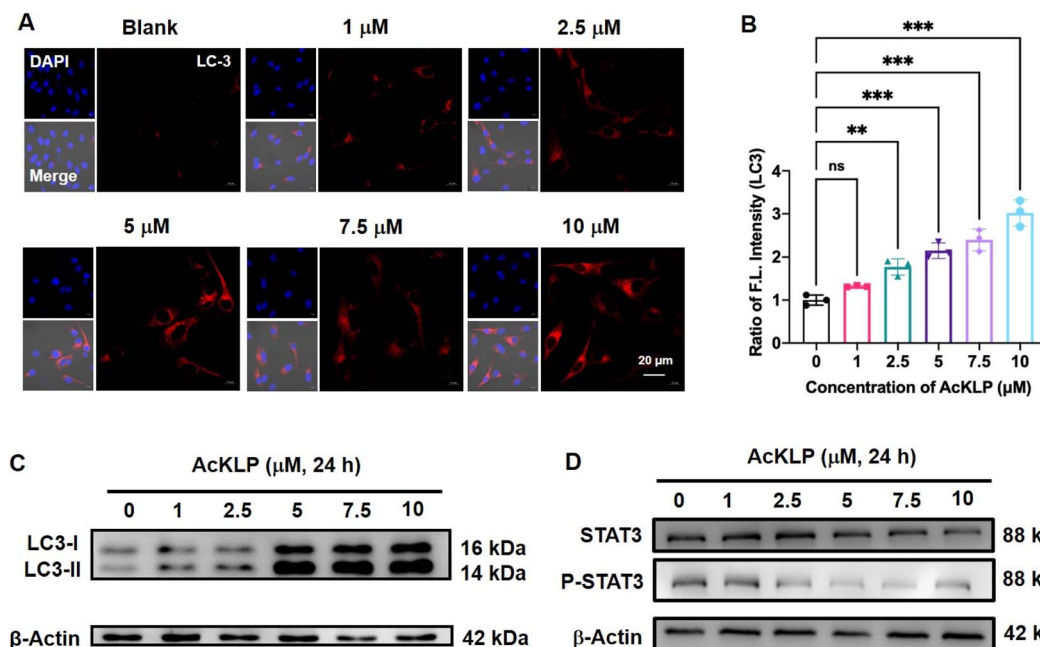 A
Blank
1 µM
2.5 µM
DAPI
LC-3
Merge
5 µM
7.5 µM
10 µM
20 µm
B
Ratio of F.L. Intensity (LC3)
***
***
***
**
ns
4
3
2
1
0
0 1 2.5 5 7.5 10
Concentration of AcKLP (µM)
C
AcKLP (µM, 24 h)
0 1 2.5 5 7.5 10
LC3-I 16 kDa
LC3-II 14 kDa
β-Actin 42 kDa
D
AcKLP (µM, 24 h)
0 1 2.5 5 7.5 10
STAT3 88 k
P-STAT3 88 k
β-Actin 42 k